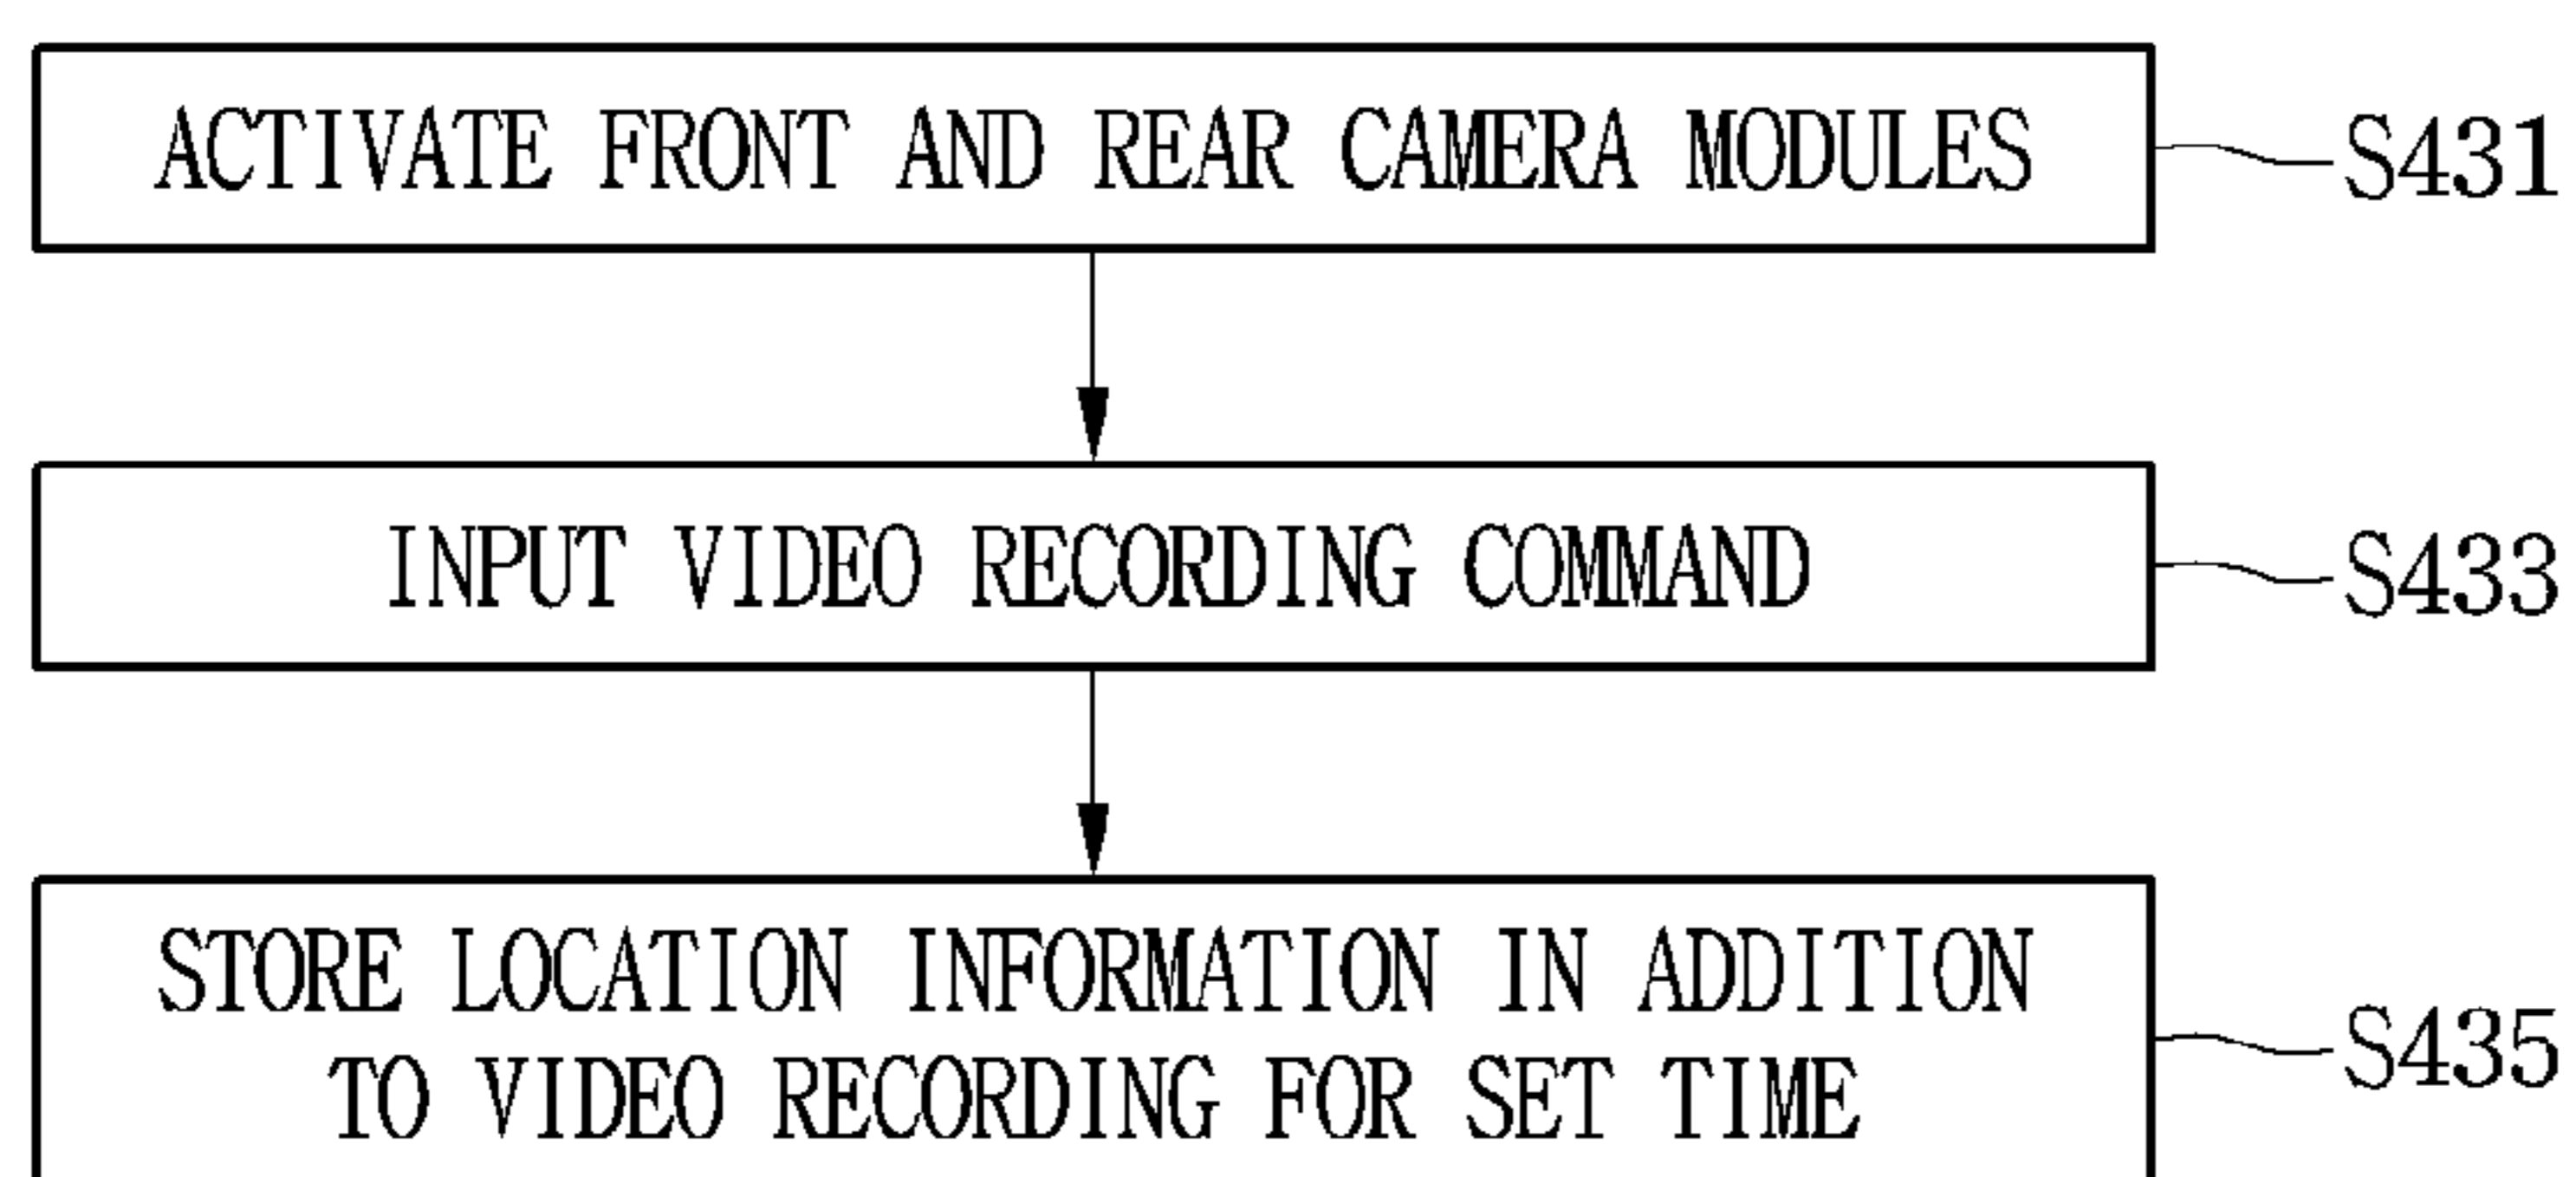 ACTIVATE FRONT AND REAR CAMERA MODULES
S431
INPUT VIDEO RECORDING COMMAND
S433
STORE LOCATION INFORMATION IN ADDITION
TO VIDEO RECORDING FOR SET TIME
S435